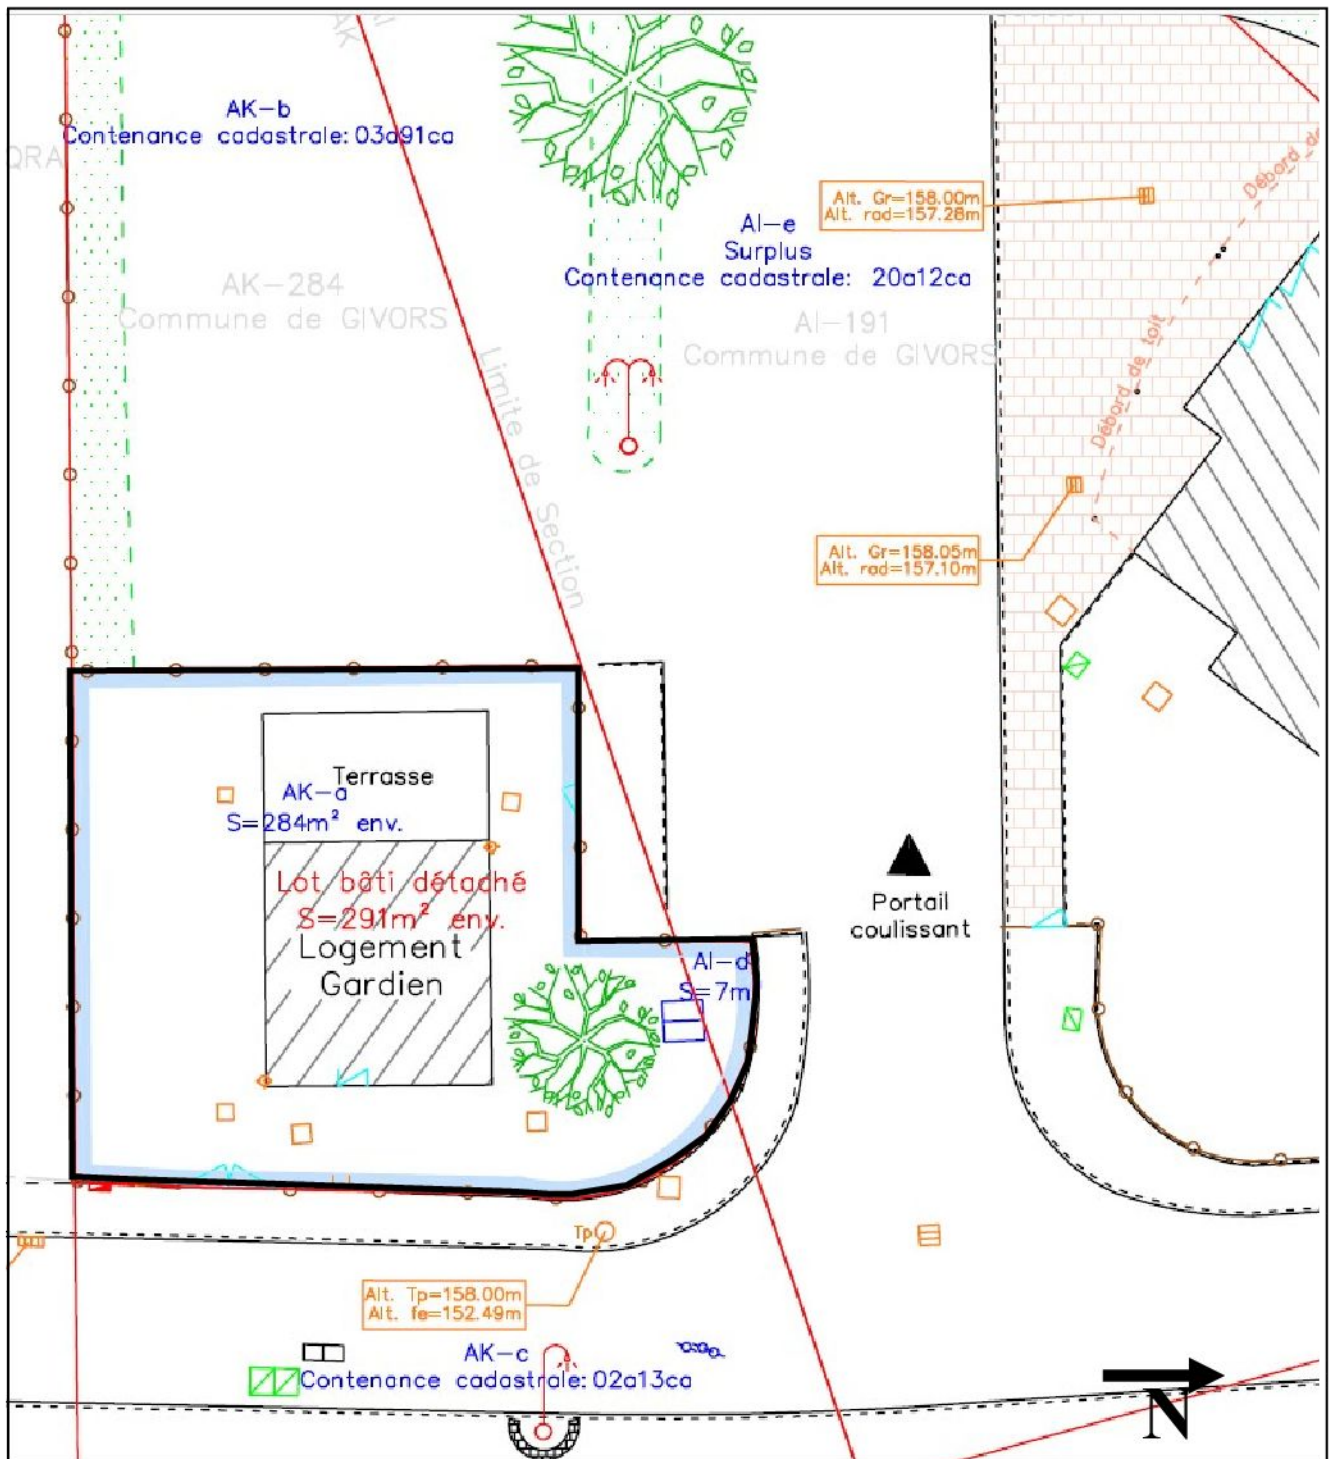 AK
AK-b
Contenance cadastrale: 03a91ca
QRA
Débord de
Alt. Gr=158.00m
Alt. rad=157.28m
AI-e
Surplus
Contenance cadastrale: 20a12ca
AK-284
Commune de GIVORS
AI-191
Commune de GIVORS
Limite de Section
Débord de toit
Alt. Gr=158.05m
Alt. rad=157.10m
Terrasse
AK-a
S=284m² env.
Lot bâti détaché
S=291m² env.
Logement
Gardien
Portail
coulissant
AI-d
S=7m
Tp
Alt. Tp=158.00m
Alt. fe=152.49m
AK-c
Contenance cadastrale: 02a13ca
N